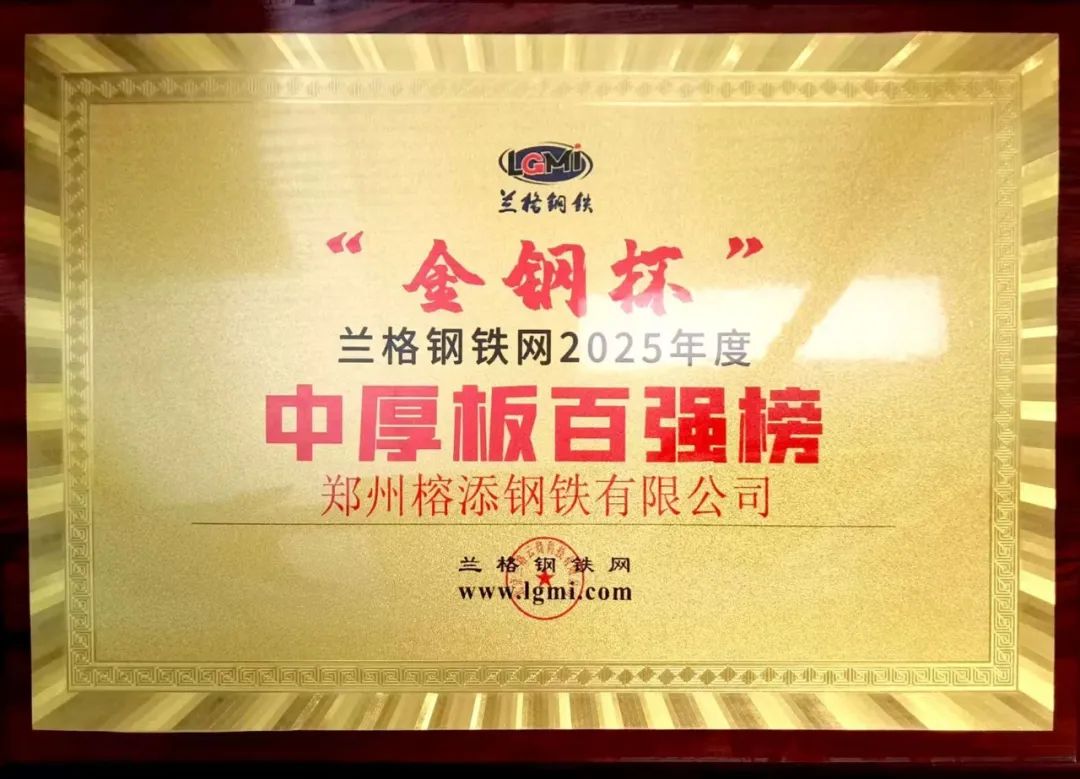 LGMi
兰格钢铁
“金钢杯”
兰格钢铁网2025年度
中厚板百强榜
郑州榕添钢铁有限公司
兰格钢铁网
www.lgmi.com